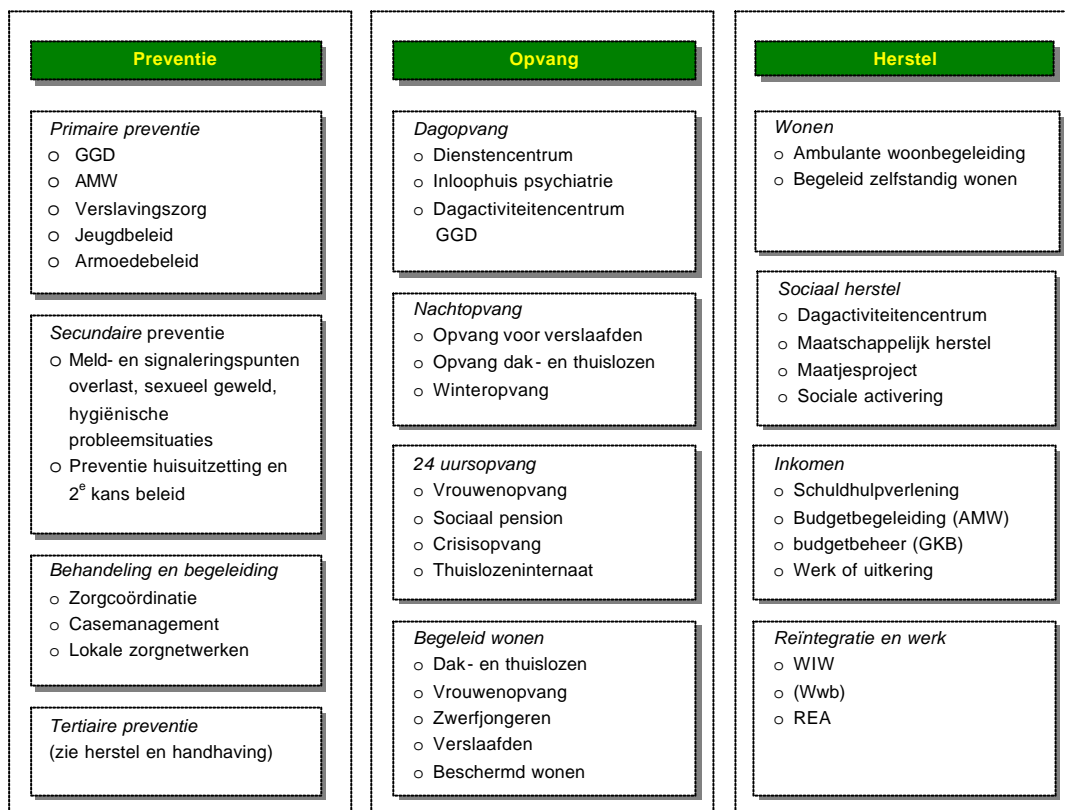 Preventie
Primaire preventie
o GGD
o AMW
o Verslavingszorg
o Jeugdbeleid
o Armoedebeleid
Secundaire preventie
o Meld- en signaleringspunten
overlast, sexueel geweld,
hygiënische
probleemsituaties
o Preventie huisuitzetting en
2e kans beleid
Behandeling en begeleiding
o Zorgcoördinatie
o Casemanagement
o Lokale zorgnetwerken
Tertiaire preventie
(zie herstel en handhaving)
Opvang
Dagopvang
o Dienstencentrum
o Inloophuis psychiatrie
o Dagactiviteitencentrum
GGD
Nachtopvang
o Opvang voor verslaafden
o Opvang dak- en thuislozen
o Winteropvang
24 uursopvang
o Vrouwenopvang
o Sociaal pension
o Crisisopvang
o Thuislozeninternaat
Begeleid wonen
o Dak- en thuislozen
o Vrouwenopvang
o Zwerfjongeren
o Verslaafden
o Beschermd wonen
Herstel
Wonen
o Ambulante woonbegeleiding
o Begeleid zelfstandig wonen
Sociaal herstel
o Dagactiviteitencentrum
o Maatschappelijk herstel
o Maatjesproject
o Sociale activering
Inkomen
o Schuldhulpverlening
o Budgetbegeleiding (AMW)
o budgetbeheer (GKB)
o Werk of uitkering
Reïntegratie en werk
o WIW
o (Wwb)
o REA